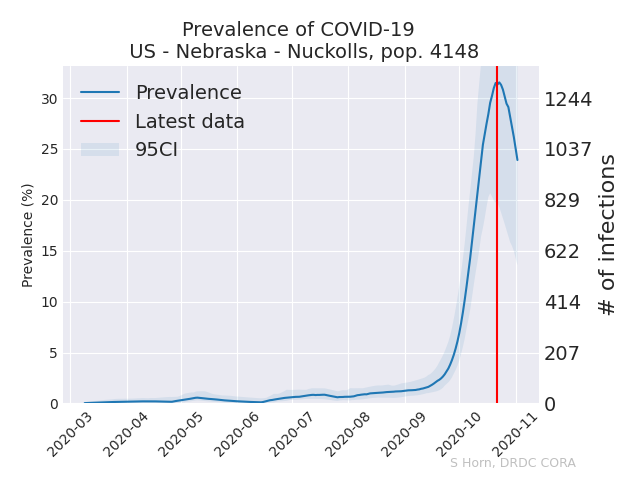 Prevalence of COVID-19
US - Nebraska - Nuckolls, pop. 4148
Prevalence
Latest data
95CI
Prevalence (%)
30
25
20
15
10
5
0
1244
1037
829
622
414
207
0
# of infections
2020-03
2020-04
2020-05
2020-06
2020-07
2020-08
2020-09
2020-10
2020-11
S Horn, DRDC CORA